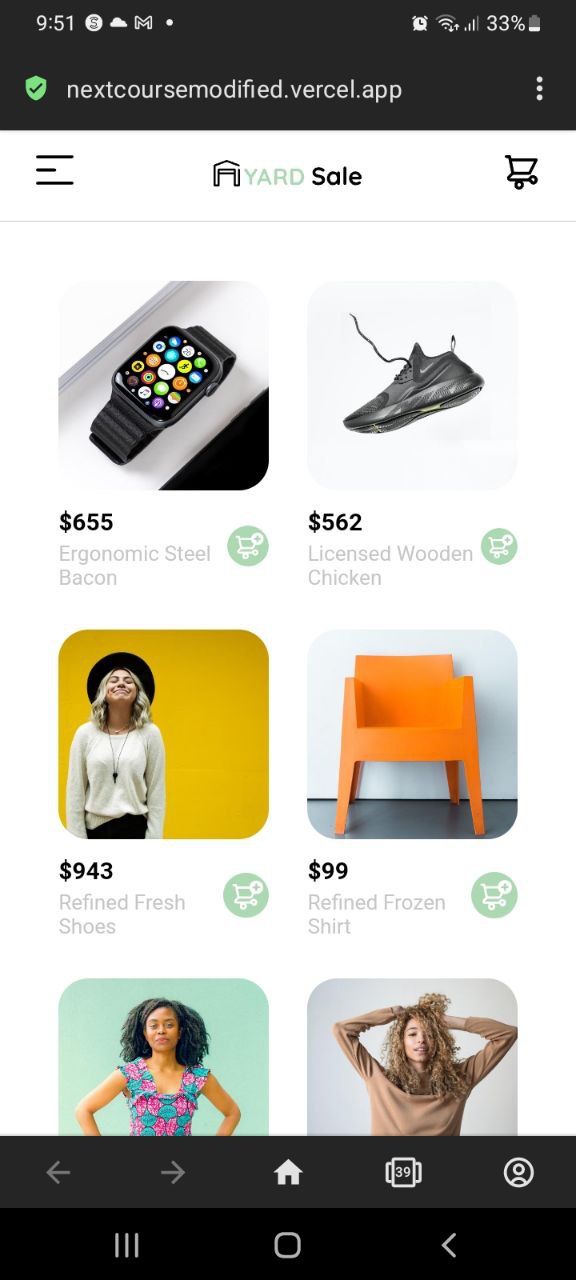 9:51 33%
nextcoursemodified.vercel.app
YARD Sale
$655 $562
Ergonomic Steel Licensed Wooden
Bacon Chicken
$943 $99
Refined Fresh Refined Frozen
Shoes Shirt
39